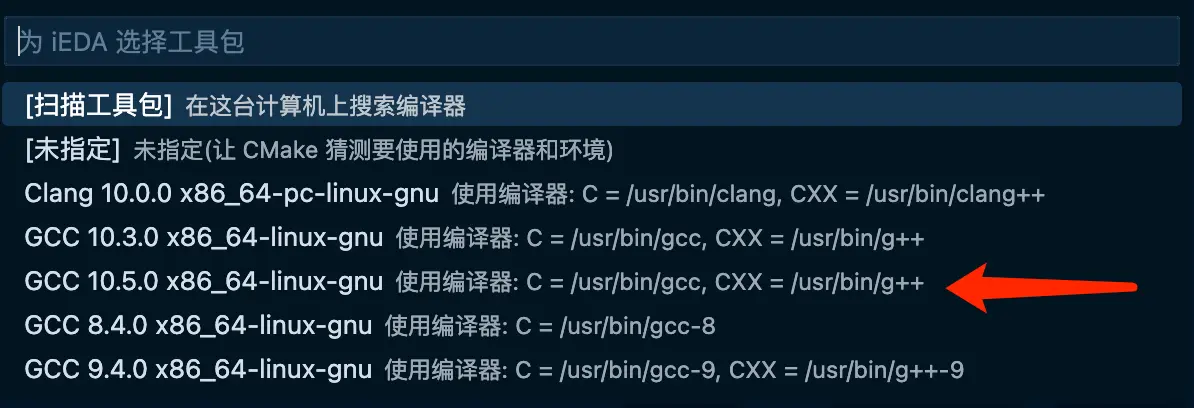 为 iEDA 选择工具包
[扫描工具包] 在这台计算机上搜索编译器
[未指定] 未指定(让 CMake 猜测要使用的编译器和环境)
Clang 10.0.0 x86_64-pc-linux-gnu 使用编译器: C = /usr/bin/clang, CXX = /usr/bin/clang++
GCC 10.3.0 x86_64-linux-gnu 使用编译器: C = /usr/bin/gcc, CXX = /usr/bin/g++
GCC 10.5.0 x86_64-linux-gnu 使用编译器: C = /usr/bin/gcc, CXX = /usr/bin/g++
GCC 8.4.0 x86_64-linux-gnu 使用编译器: C = /usr/bin/gcc-8
GCC 9.4.0 x86_64-linux-gnu 使用编译器: C = /usr/bin/gcc-9, CXX = /usr/bin/g++-9